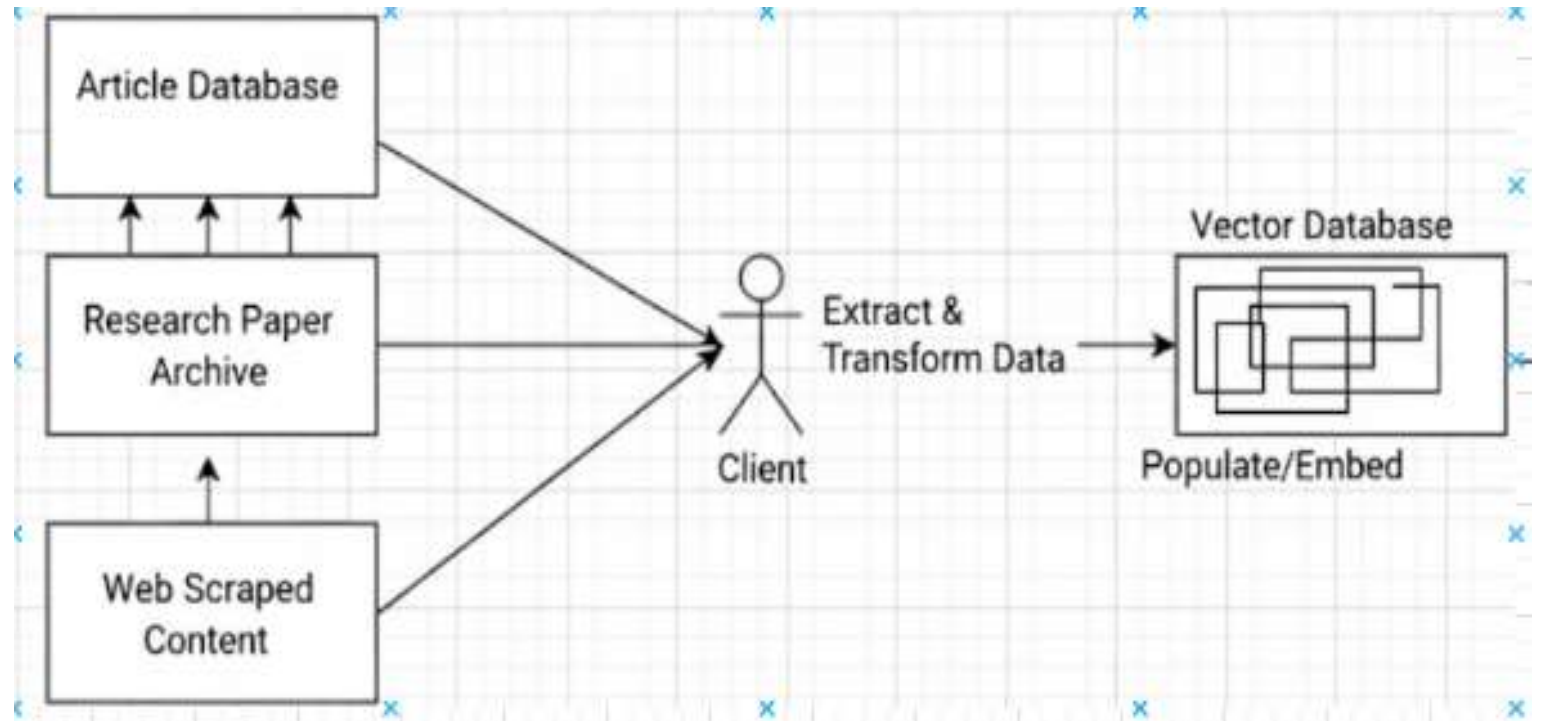 Article Database
Research Paper
Archive
Web Scraped
Content
Client
Extract &
Transform Data
Vector Database
Populate/Embed